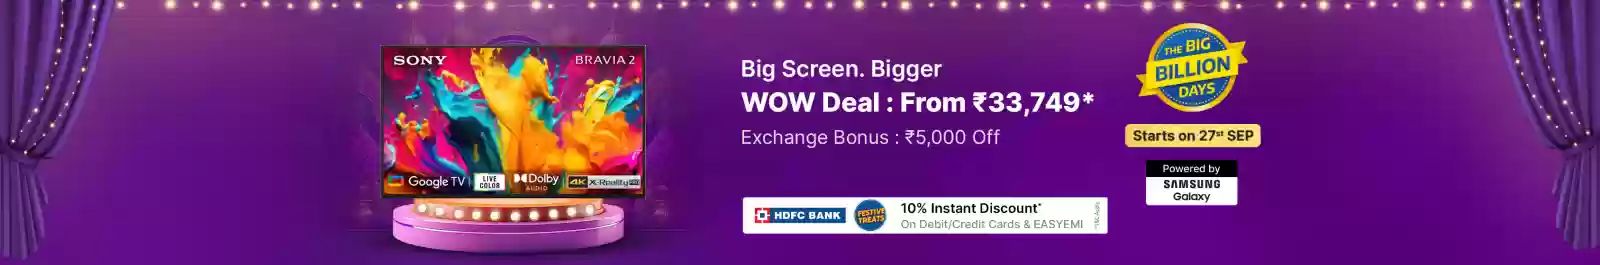 SONY
BRAVIA 2
Google TV
LIVE
COLOR
Dolby
AUDIO
4K X-Reality PRO
Big Screen. Bigger
WOW Deal : From ₹33,749*
Exchange Bonus : ₹5,000 Off
HDFC BANK
FESTIVE
TREATS
10% Instant Discount*
On Debit/Credit Cards & EASYEMI
*T&C Apply
THE BIG
BILLION
DAYS
Starts on 27st SEP
Powered by
SAMSUNG
Galaxy